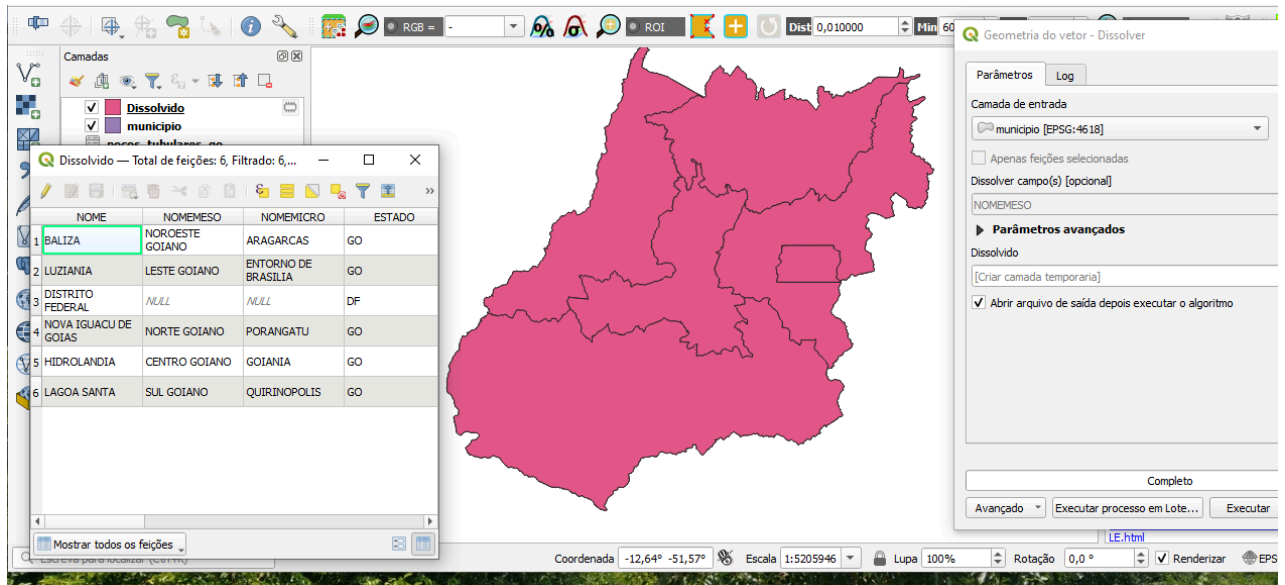 RGB =
-
ROI
Dist 0,010000
Min 60
Camadas
Dissolvido
municipio
pocos_tubulares_go
Dissolvido — Total de feições: 6, Filtrado: 6,...
»
NOME NOMEMESO NOMEMICRO ESTADO
1 BALIZA NOROESTE GOIANO ARAGARCAS GO
2 LUZIANIA LESTE GOIANO ENTORNO DE BRASILIA GO
3 DISTRITO FEDERAL NULL NULL DF
4 NOVA IGUACU DE GOIAS NORTE GOIANO PORANGATU GO
5 HIDROLANDIA CENTRO GOIANO GOIANIA GO
6 LAGOA SANTA SUL GOIANO QUIRINOPOLIS GO
Mostrar todos os feições
Geometria do vetor - Dissolver
Parâmetros Log
Camada de entrada
municipio [EPSG:4618]
Apenas feições selecionadas
Dissolver campo(s) [opcional]
NOMEMESO
Parâmetros avançados
Dissolvido
[Criar camada temporaria]
Abrir arquivo de saída depois executar o algoritmo
Completo
Avançado Executar processo em Lote... Executar
LE.html
Escreva para localizar (Ctrl+K)
Coordenada -12,64° -51,57° Escala 1:5205946 Lupa 100% Rotação 0,0 ° Renderizar EPS